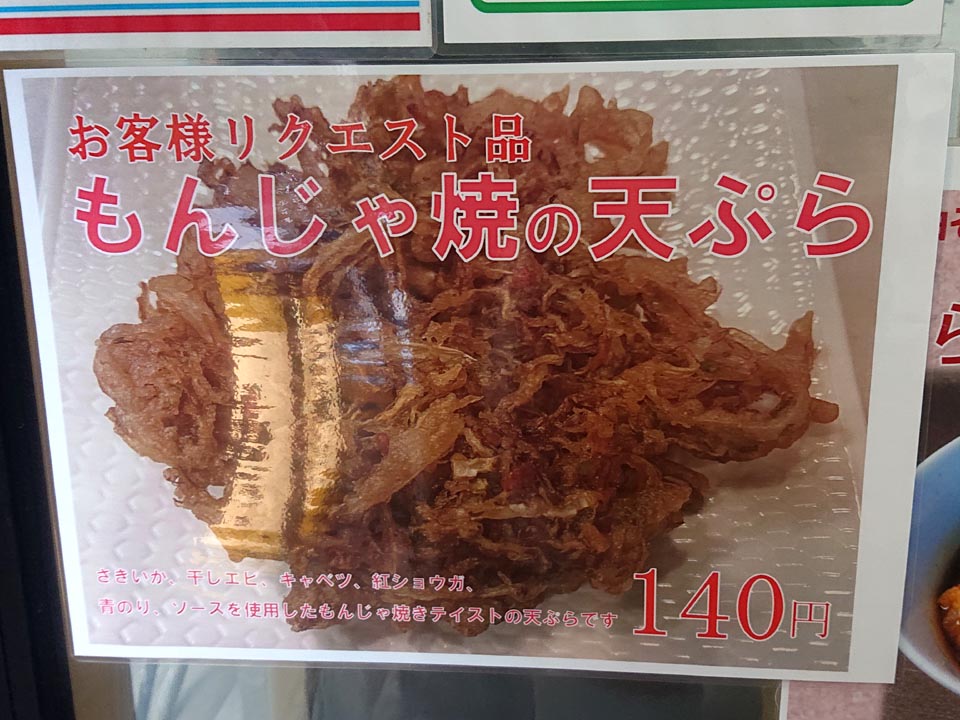 お客様リクエスト品
もんじゃ焼の天ぷら
さきいか、干しエビ、キャベツ、紅ショウガ、
青のり、ソースを使用したもんじゃ焼きテイストの天ぷらです
140円
ら